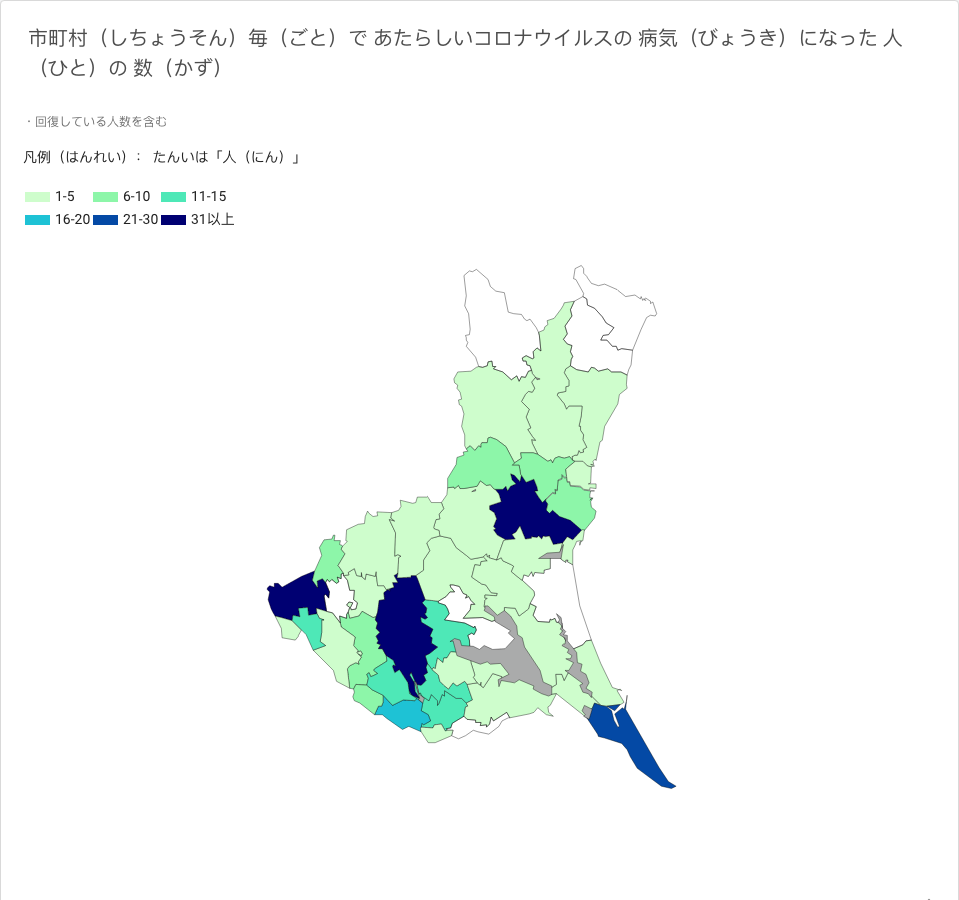 市町村（しちょうそん）毎（ごと）で あたらしいコロナウイルスの 病気（びょうき）になった 人
（ひと）の 数（かず）
・回復している人数を含む
凡例（はんれい）： たんいは「人（にん）」
1-5 6-10 11-15
16-20 21-30 31以上